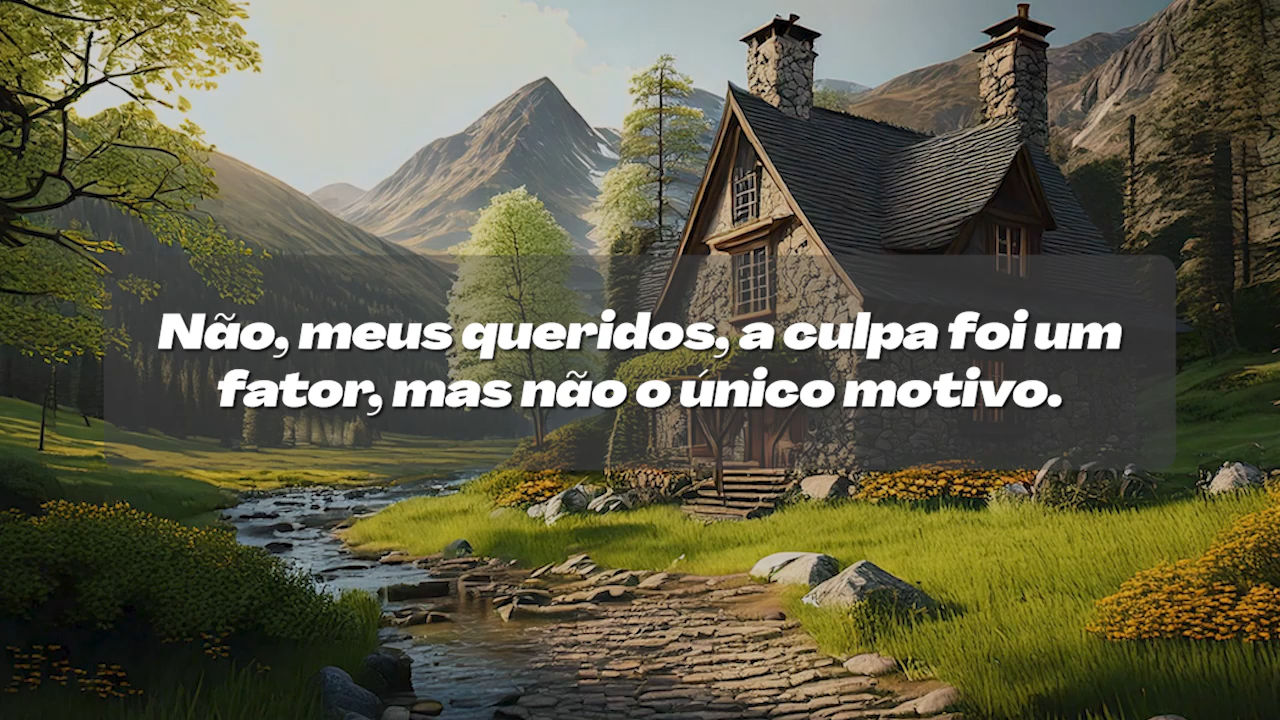 Não, meus queridos, a culpa foi um
fator, mas não o único motivo.